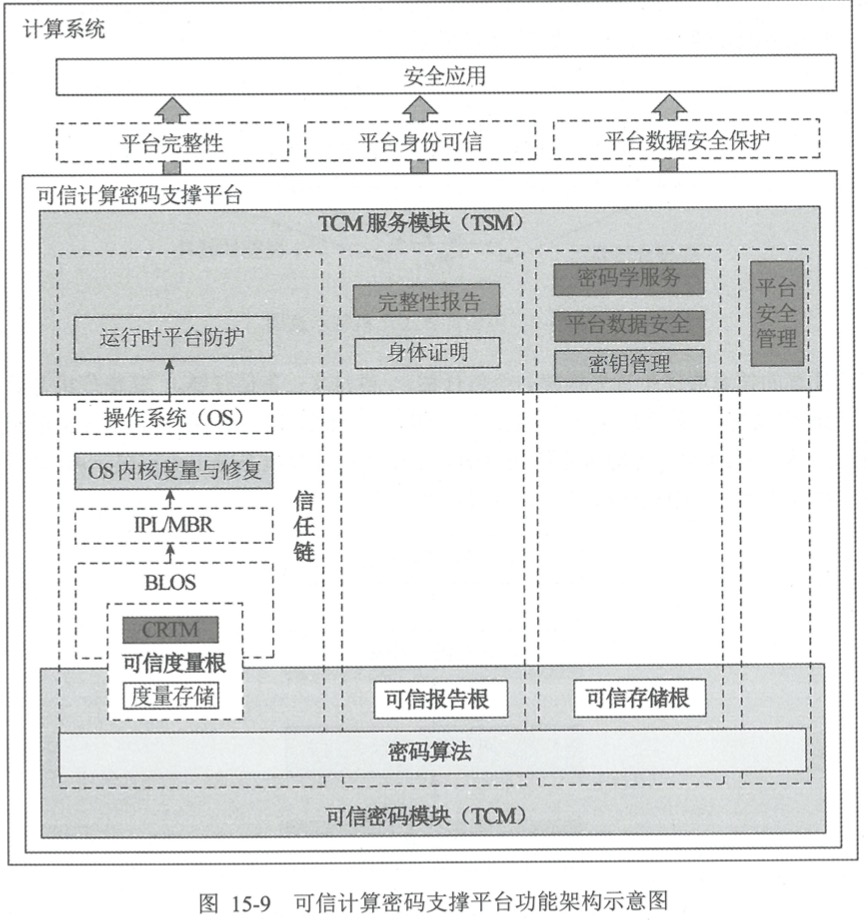 计算系统
安全应用
平台完整性
平台身份可信
平台数据安全保护
可信计算密码支撑平台
TCM 服务模块（TSM）
密码学服务
平台安全管理
完整性报告
平台数据安全
运行时平台防护
身体证明
密钥管理
操作系统（OS）
OS 内核度量与修复
信任链
IPL/MBR
BLOS
CRTM
可信度量根
度量存储
可信报告根
可信存储根
密码算法
可信密码模块（TCM）
图 15-9 可信计算密码支撑平台功能架构示意图